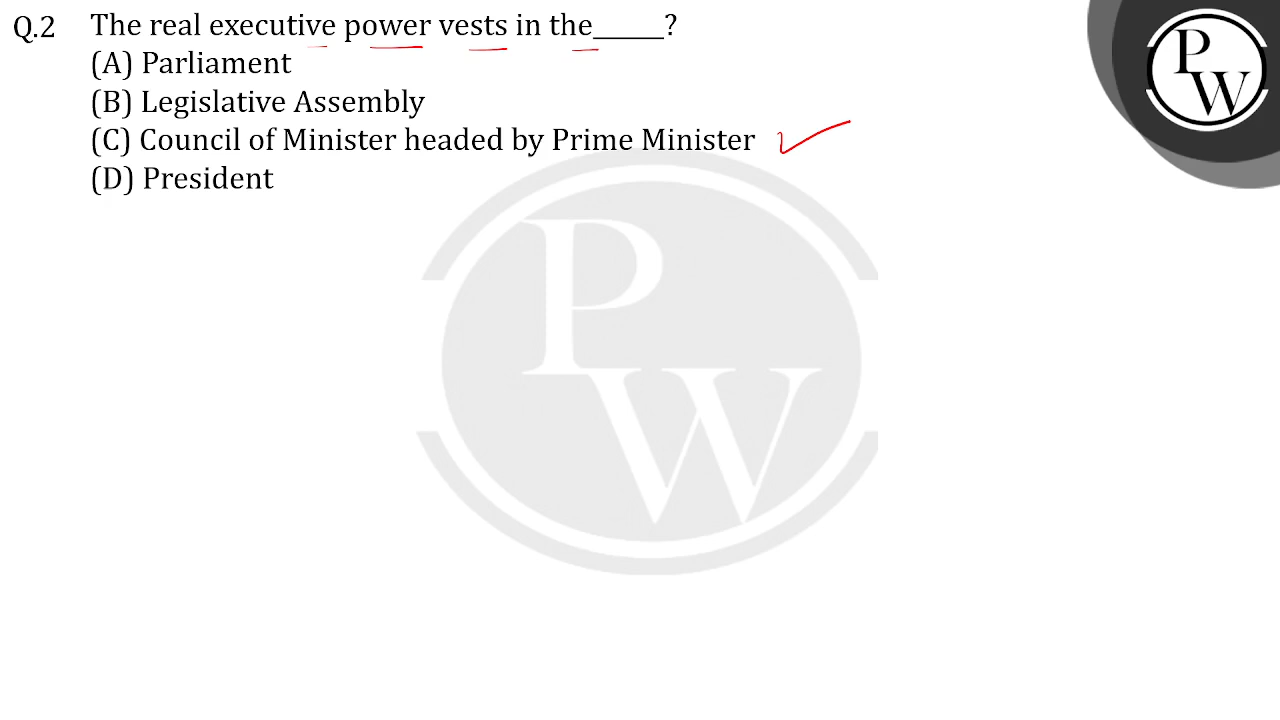 Q.2 The real executive power vests in the______?
(A) Parliament
(B) Legislative Assembly
(C) Council of Minister headed by Prime Minister
(D) President
PW
PW